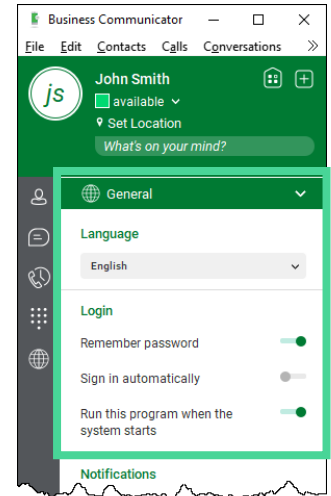 Business Communicator
File Edit Contacts Calls Conversations »
js
John Smith
available
Set Location
What's on your mind?
General
Language
English
Login
Remember password
Sign in automatically
Run this program when the
system starts
Notifications